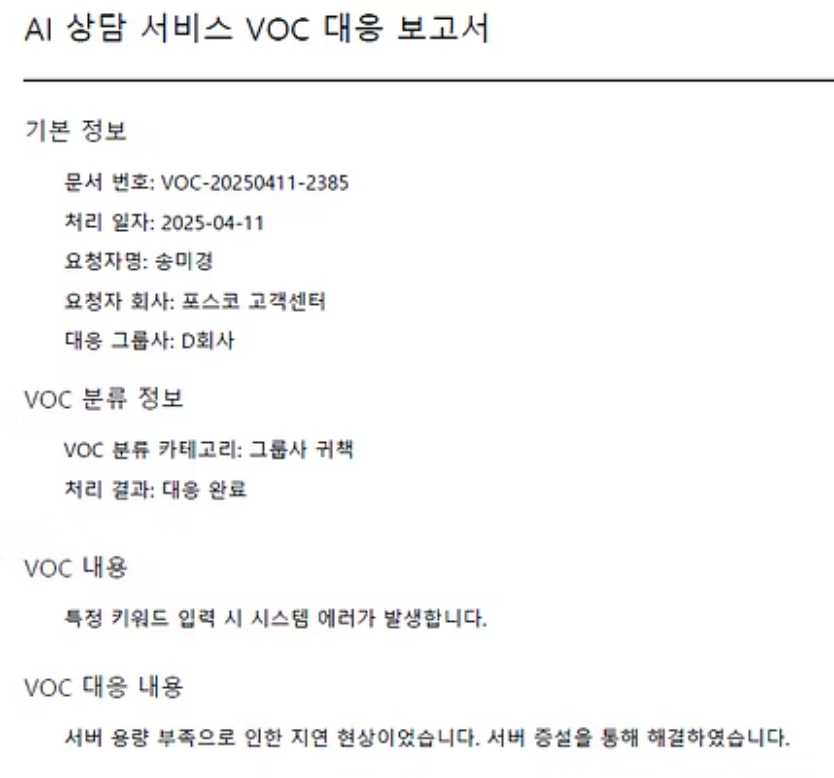 AI 상담 서비스 VOC 대응 보고서
기본 정보
문서 번호: VOC-20250411-2385
처리 일자: 2025-04-11
요청자명: 송미경
요청자 회사: 포스코 고객센터
대응 그룹사: D회사
VOC 분류 정보
VOC 분류 카테고리: 그룹사 귀책
처리 결과: 대응 완료
VOC 내용
특정 키워드 입력 시 시스템 에러가 발생합니다.
VOC 대응 내용
서버 용량 부족으로 인한 지연 현상이었습니다. 서버 증설을 통해 해결하였습니다.